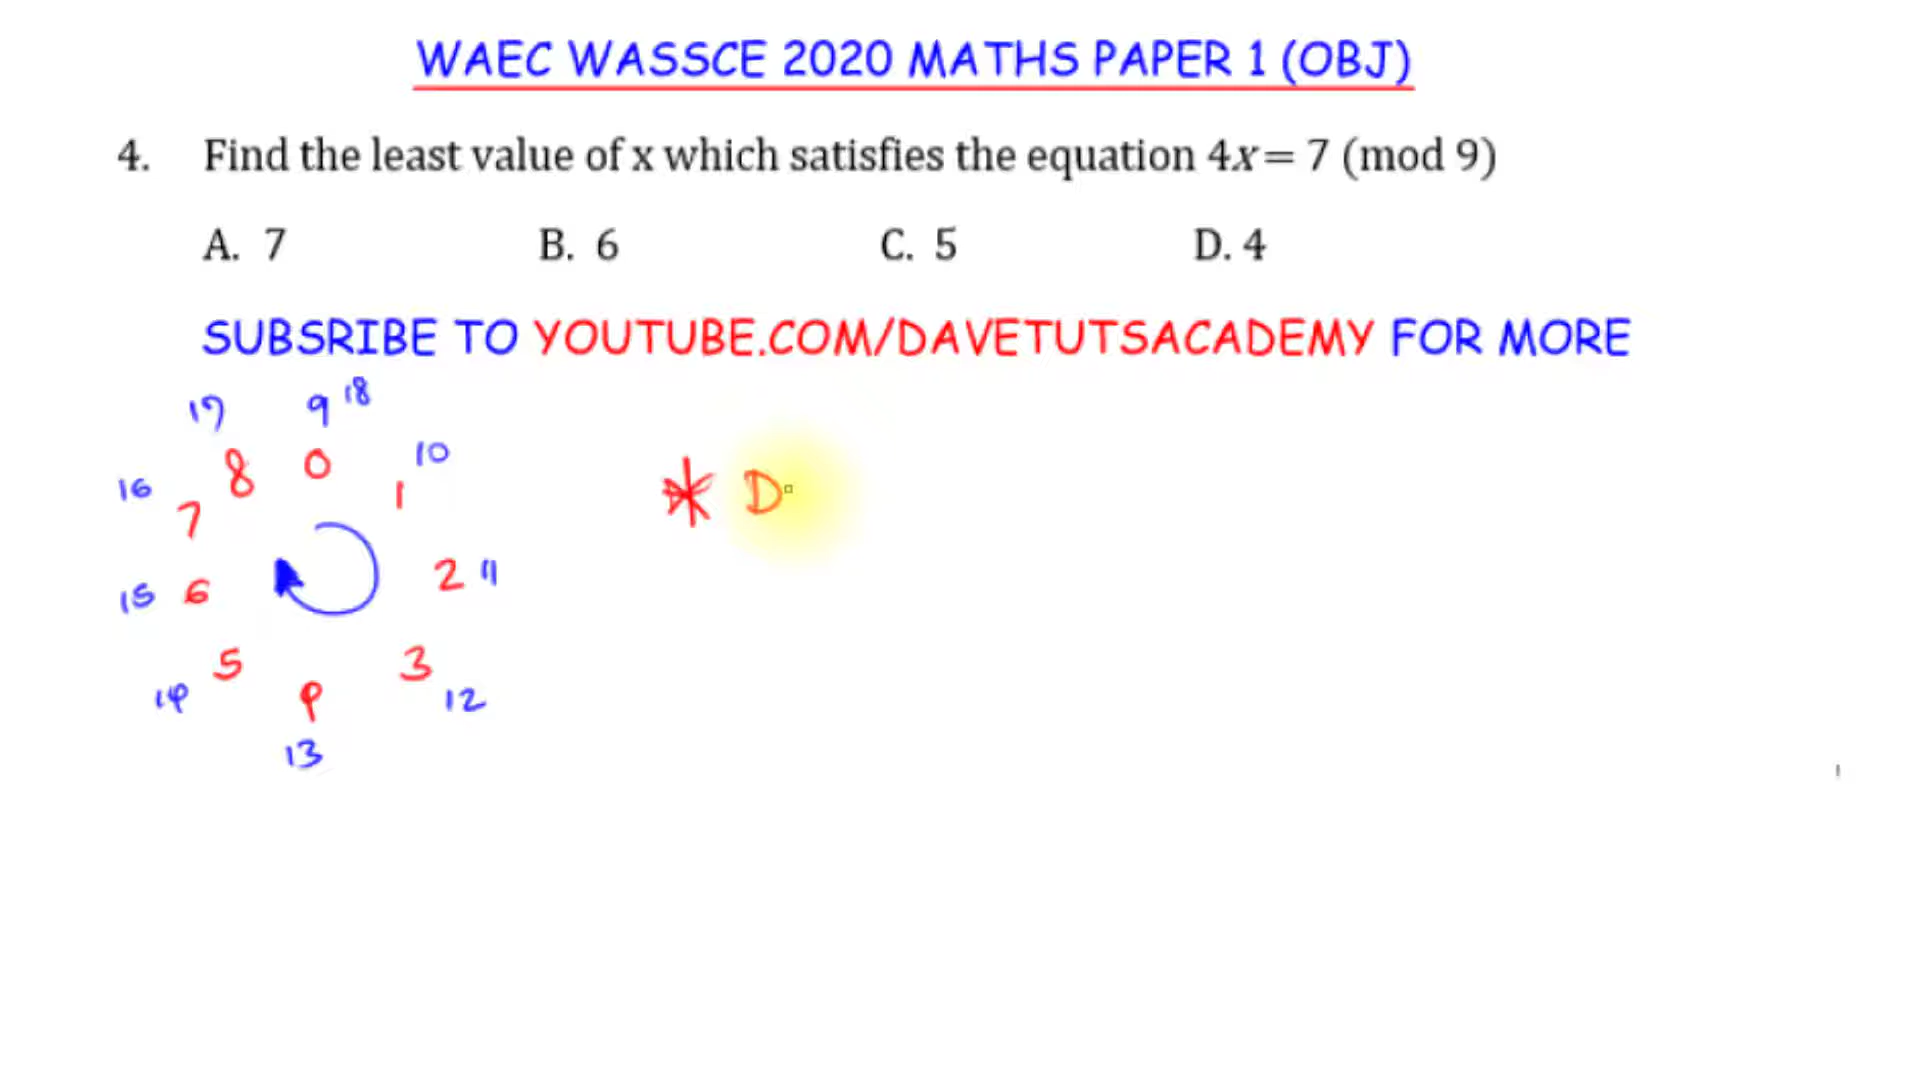 WAEC WASSCE 2020 MATHS PAPER 1 (OBJ)
4. Find the least value of x which satisfies the equation 4x= 7 (mod 9)
A. 7 B. 6 C. 5 D. 4
SUBSRIBE TO YOUTUBE.COM/DAVETUTSACADEMY FOR MORE
17 9 18
8 0 10
16 7 1
* D
15 6 2 11
5 3
14 4 12
13